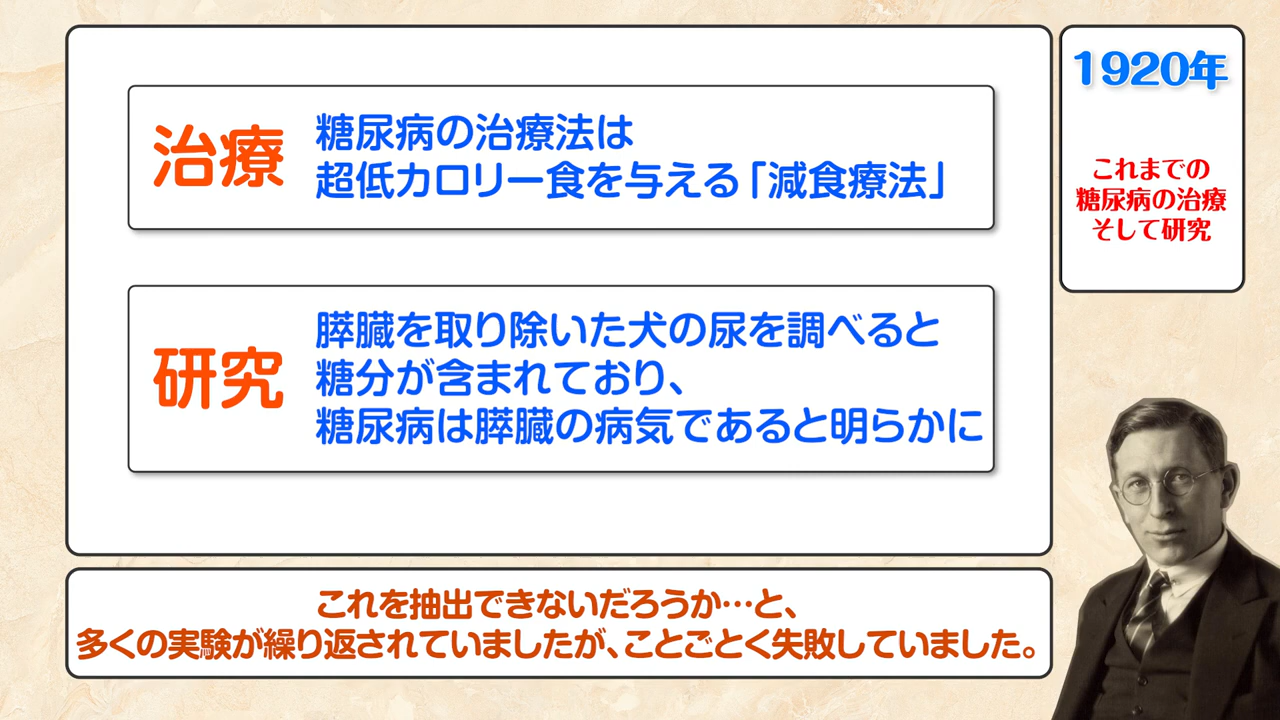 治療
糖尿病の治療法は
超低カロリー食を与える「減食療法」
研究
膵臓を取り除いた犬の尿を調べると
糖分が含まれており、
糖尿病は膵臓の病気であると明らかに
1920年
これまでの
糖尿病の治療
そして研究
これを抽出できないだろうか…と、
多くの実験が繰り返されていましたが、ことごとく失敗していました。